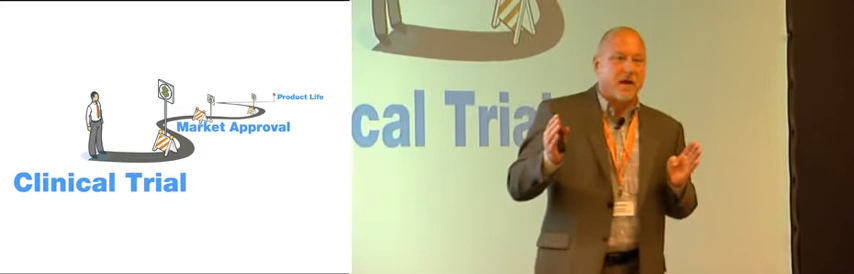 Product Life
Market Approval
Clinical Trial
cal Trial